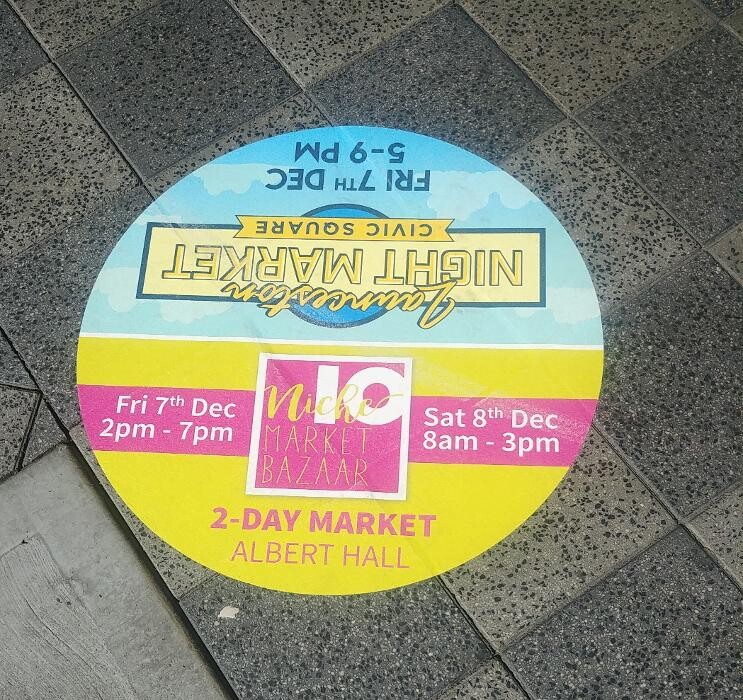 Launceston
NIGHT MARKET
CIVIC SQUARE
FRI 7TH DEC
5-9 PM
Fri 7th Dec
2pm - 7pm
10
Niche
MARKET
BAZAAR
Sat 8th Dec
8am - 3pm
2-DAY MARKET
ALBERT HALL